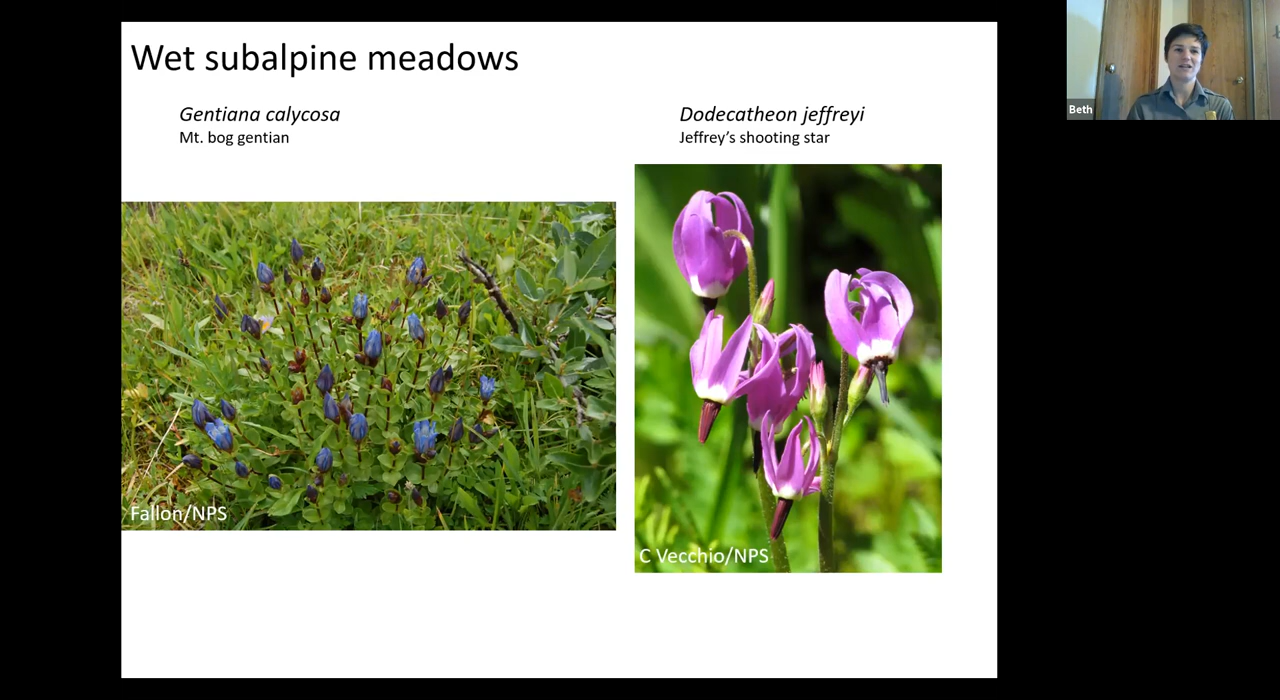 Wet subalpine meadows
Gentiana calycosa
Mt. bog gentian
Dodecatheon jeffreyi
Jeffrey's shooting star
Fallon/NPS
C Vecchio/NPS
Beth